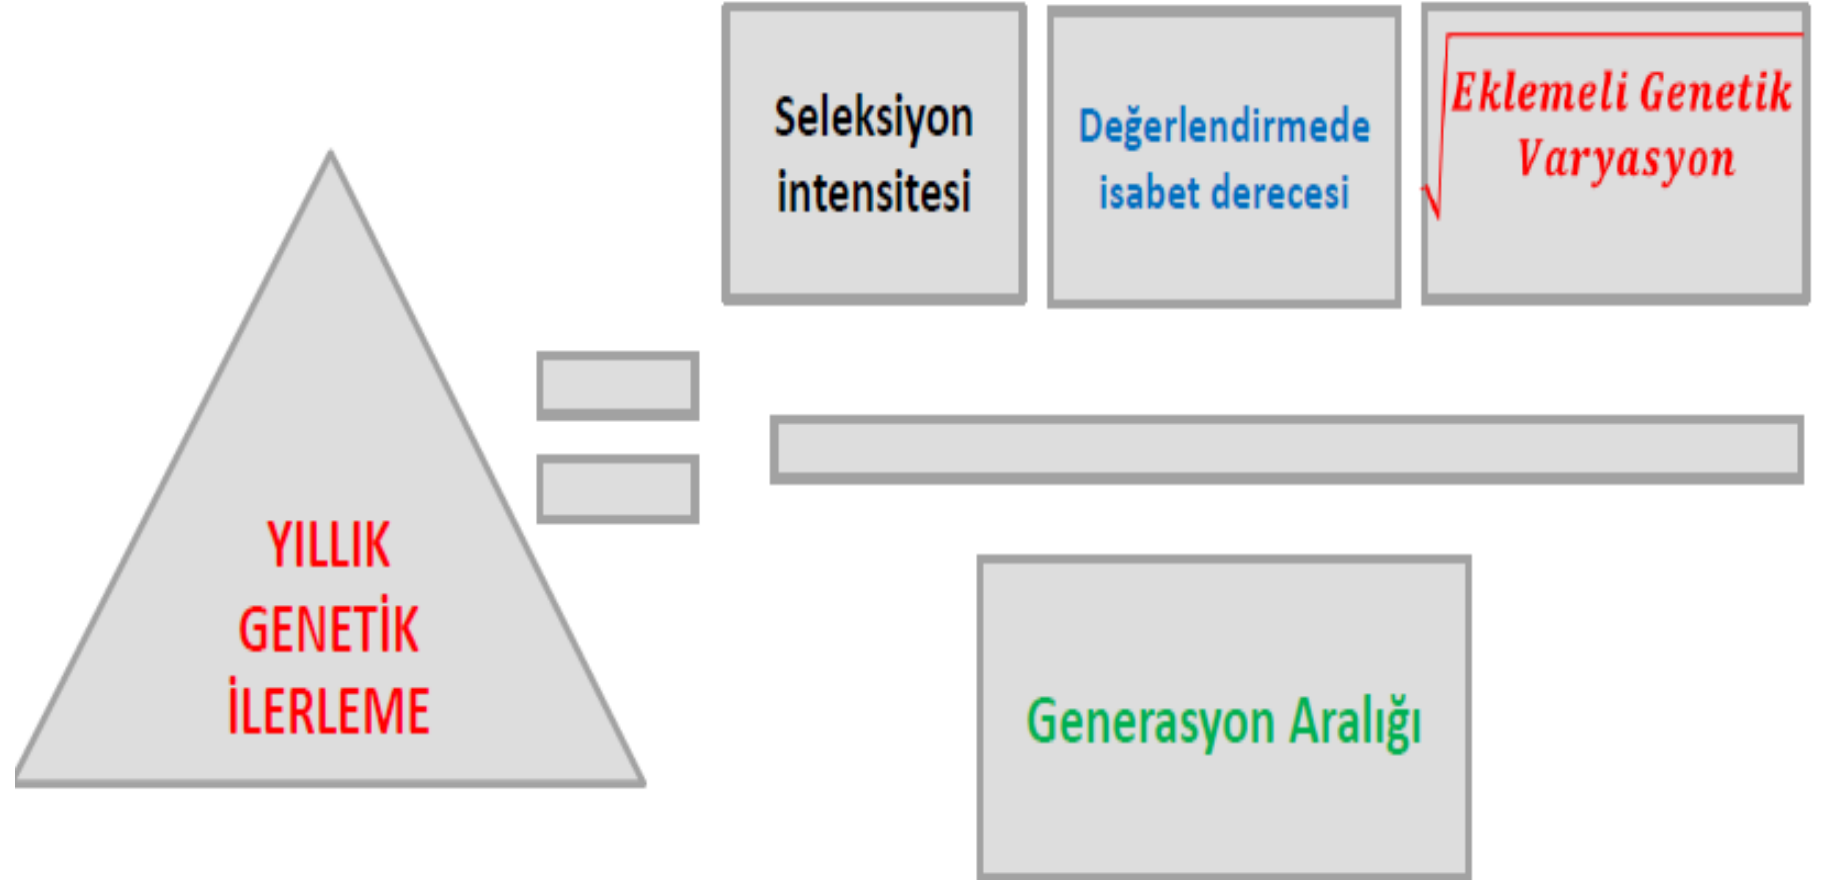 Seleksiyon
intensitesi
Değerlendirmede
isabet derecesi
Eklemeli Genetik
Varyasyon
YILLIK
GENETİK
İLERLEME
Generasyon Aralığı